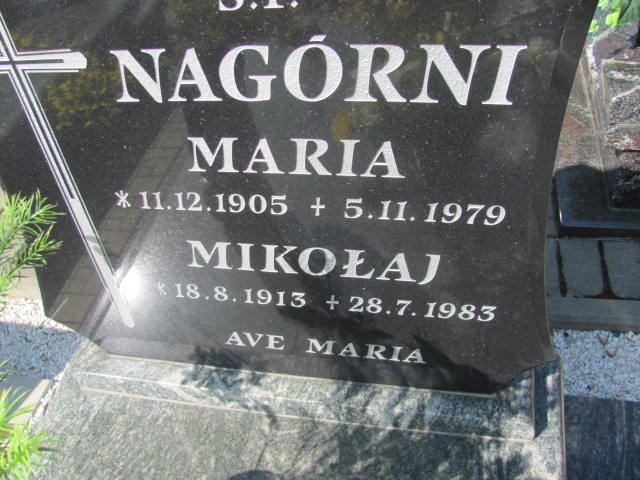 Ś.P.
NAGÓRNI
MARIA
* 11.12.1905 + 5.11.1979
MIKOŁAJ
* 18.8.1913 + 28.7.1983
AVE MARIA